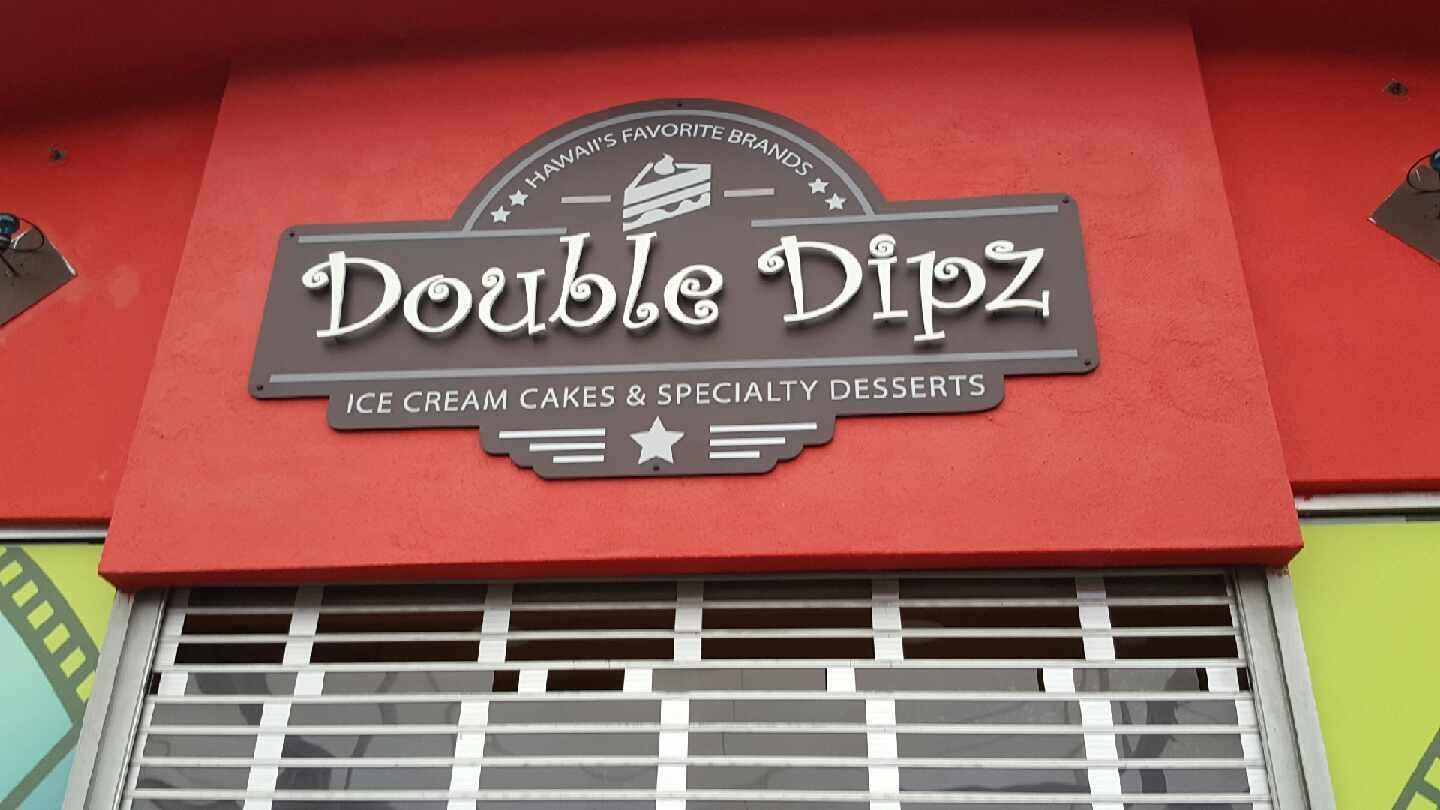 HAWAII'S FAVORITE BRANDS
Double Dipz
ICE CREAM CAKES & SPECIALTY DESSERTS